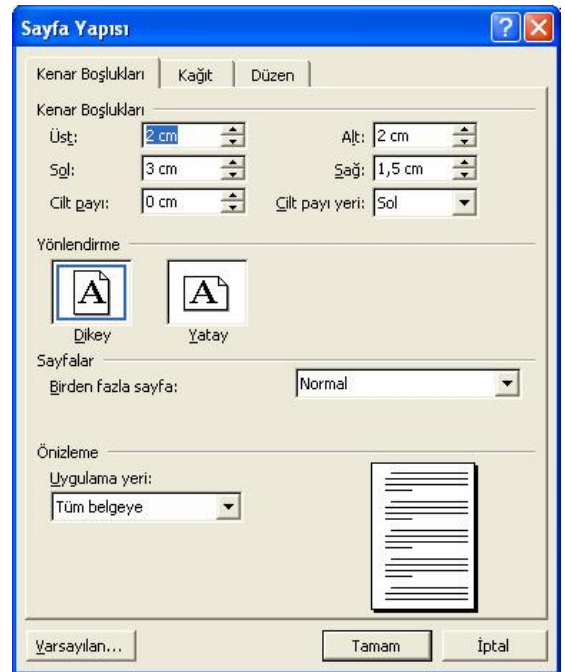 Sayfa Yapısı
Kenar Boşlukları Kağıt Düzen
Kenar Boşlukları
Üst: 2 cm Alt: 2 cm
Sol: 3 cm Sağ: 1,5 cm
Cilt payı: 0 cm Cilt payı yeri: Sol
Yönlendirme
A A
Dikey Yatay
Sayfalar
Birden fazla sayfa: Normal
Önizleme
Uygulama yeri:
Tüm belgeye
Varsayılan... Tamam İptal